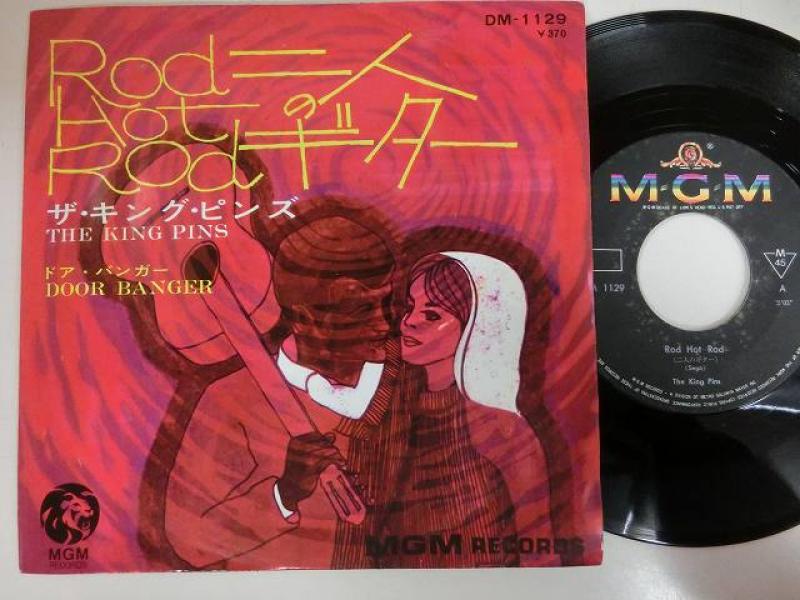 DM-1129
¥370
Rod 二人
Hot の
Rod ギター
ザ・キング・ピンズ
THE KING PINS
ドア・バンガー
DOOR BANGER
MGM
RECORDS
MGM RECORDS
M-G-M
M
45
1129
A
Rod Hot Rod
(二人のギター)
The King Pins